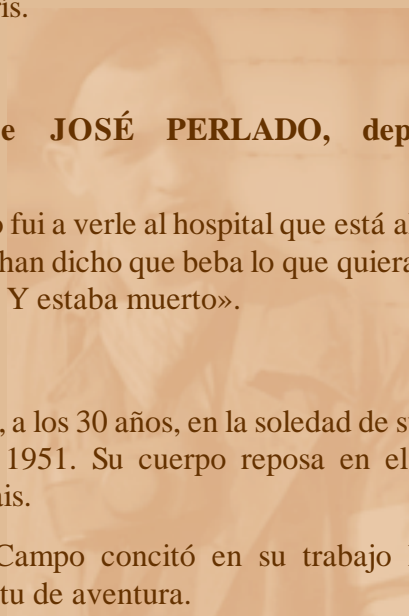 ris.
e JOSÉ PERLADO, dep
fui a verle al hospital que está a
han dicho que beba lo que quiera
Y estaba muerto».
, a los 30 años, en la soledad de s
1951. Su cuerpo reposa en el
is.
Campo concitó en su trabajo
tu de aventura.